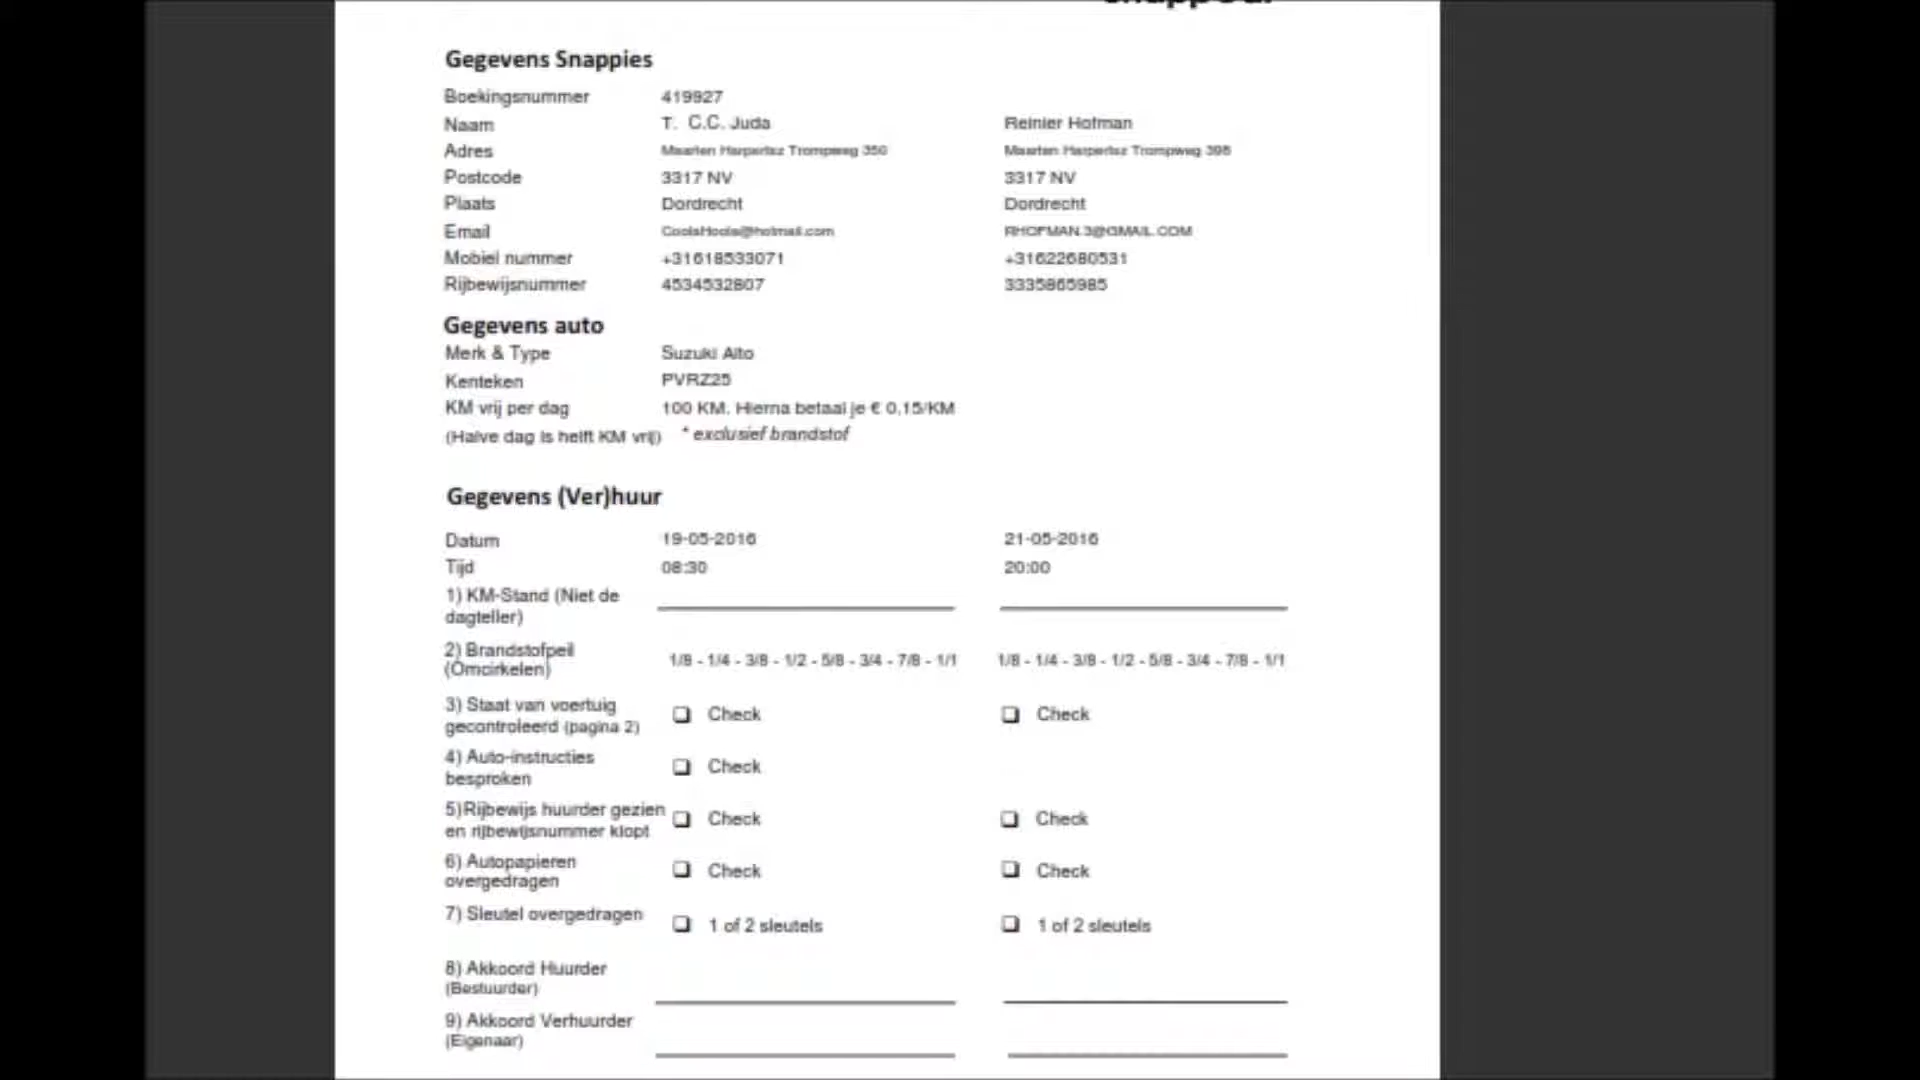 Gegevens Snappies
Boekingsnummer 419927
Naam T. C.C. Juda Reinier Hofman
Adres Maarten Harpertsz Trompweg 350 Maarten Harpertsz Trompweg 398
Postcode 3317 NV 3317 NV
Plaats Dordrecht Dordrecht
Email CoolaHoola@hotmail.com RHOFMAN.3@GMAIL.COM
Mobiel nummer +31618533071 +31622680531
Rijbewijsnummer 4534532807 3335865985
Gegevens auto
Merk & Type Suzuki Alto
Kenteken PVRZ25
KM vrij per dag 100 KM. Hierna betaal je € 0,15/KM
(Halve dag is helft KM vrij) * exclusief brandstof
Gegevens (Ver)huur
Datum 19-05-2016 21-05-2016
Tijd 08:30 20:00
1) KM-Stand (Niet de
dagteller)
2) Brandstofpeil
(Omcirkelen) 1/8 - 1/4 - 3/8 - 1/2 - 5/8 - 3/4 - 7/8 - 1/1 1/8 - 1/4 - 3/8 - 1/2 - 5/8 - 3/4 - 7/8 - 1/1
3) Staat van voertuig
gecontroleerd (pagina 2) Check Check
4) Auto-instructies
besproken Check
5)Rijbewijs huurder gezien
en rijbewijsnummer klopt Check Check
6) Autopapieren
overgedragen Check Check
7) Sleutel overgedragen 1 of 2 sleutels 1 of 2 sleutels
8) Akkoord Huurder
(Bestuurder)
9) Akkoord Verhuurder
(Eigenaar)